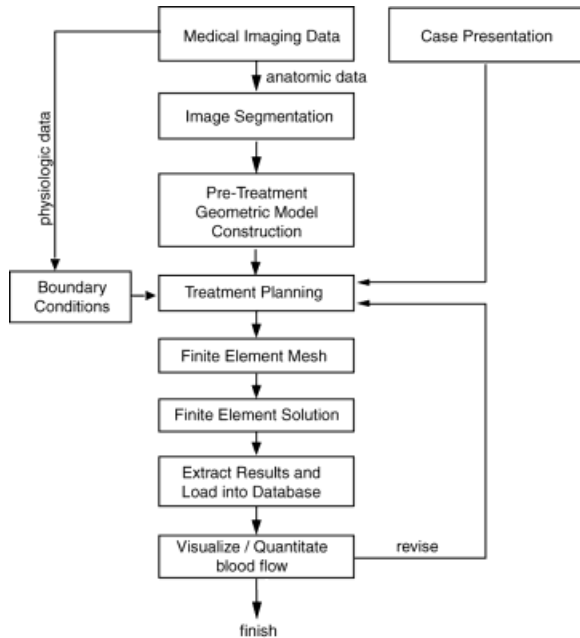 Medical Imaging Data
Case Presentation
anatomic data
physiologic data
Image Segmentation
Pre-Treatment
Geometric Model
Construction
Boundary
Conditions
Treatment Planning
Finite Element Mesh
Finite Element Solution
Extract Results and
Load into Database
Visualize / Quantitate
blood flow
revise
finish